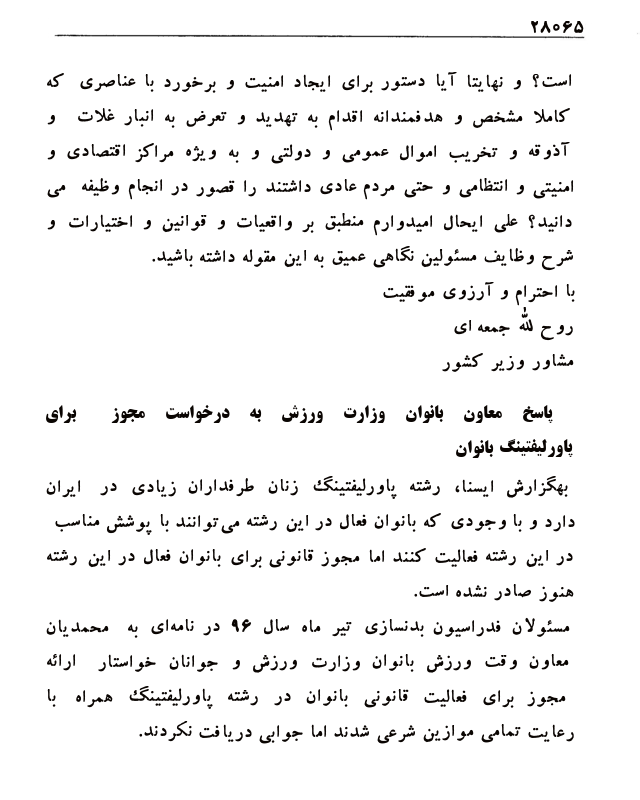 ۲۸۰۶۵
است؟ و نهایتا آیا دستور برای ایجاد امنیت و برخورد با عناصری که
کاملا مشخص و هدفمندانه اقدام به تهدید و تعرض به انبار غلات و
آذوقه و تخریب اموال عمومی و دولتی و به ویژه مراکز اقتصادی و
امنیتی و انتظامی و حتی مردم عادی داشتند را قصور در انجام وظیفه می
دانید؟ علی ایحال امیدوارم منطبق بر واقعیات و قوانین و اختیارات و
شرح وظایف مسئولین نگاهی عمیق به این مقوله داشته باشید.
با احترام و آرزوی موفقیت
روح لله جمعه ای
مشاور وزیر کشور
پاسخ معاون بانوان وزارت ورزش به درخواست مجوز برای
پاورلیفتینگ بانوان
بهگزارش ایسنا، رشته پاورلیفتینگ زنان طرفداران زیادی در ایران
دارد و با وجودی که بانوان فعال در این رشته می‌توانند با پوشش مناسب
در این رشته فعالیت کنند اما مجوز قانونی برای بانوان فعال در این رشته
هنوز صادر نشده است.
مسئولان فدراسیون بدنسازی تیر ماه سال ۹۶ در نامه‌ای به محمدیان
معاون وقت ورزش بانوان وزارت ورزش و جوانان خواستار ارائه
مجوز برای فعالیت قانونی بانوان در رشته پاورلیفتینگ همراه با
رعایت تمامی موازین شرعی شدند اما جوابی دریافت نکردند.